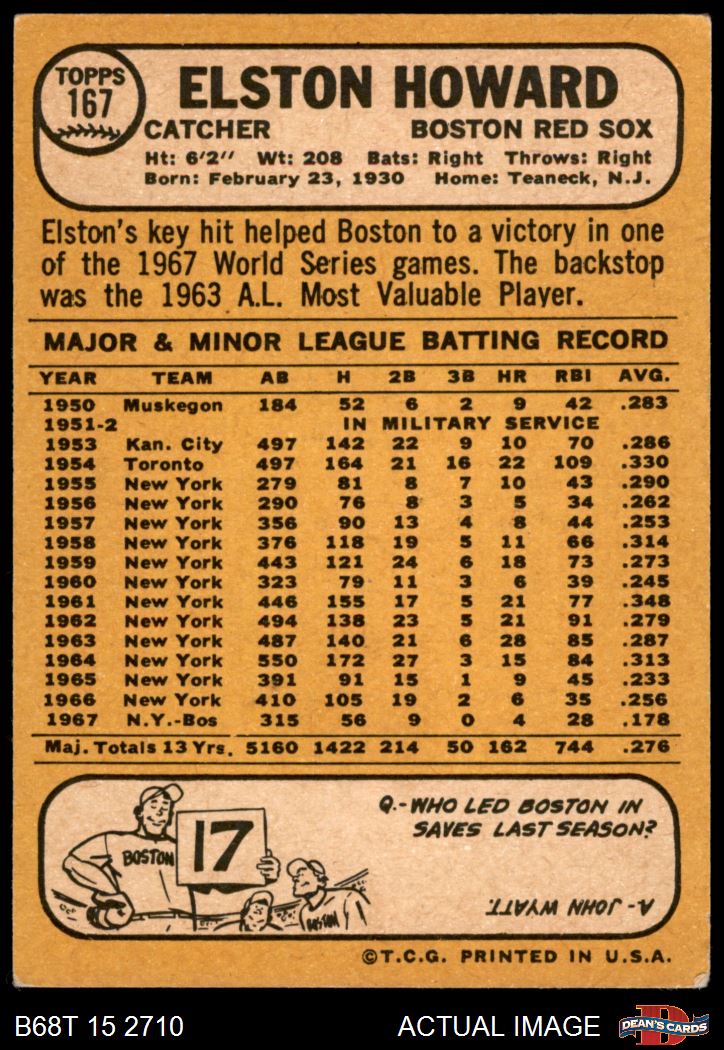 TOPPS
167
ELSTON HOWARD
CATCHER BOSTON RED SOX
Ht: 6'2" Wt: 208 Bats: Right Throws: Right
Born: February 23, 1930 Home: Teaneck, N.J.
Elston's key hit helped Boston to a victory in one
of the 1967 World Series games. The backstop
was the 1963 A.L. Most Valuable Player.
MAJOR & MINOR LEAGUE BATTING RECORD
YEAR TEAM AB H 2B 3B HR RBI AVG.
1950 Muskegon 184 52 6 2 9 42 .283
1951-2 IN MILITARY SERVICE
1953 Kan. City 497 142 22 9 10 70 .286
1954 Toronto 497 164 21 16 22 109 .330
1955 New York 279 81 8 7 10 43 .290
1956 New York 290 76 8 3 5 34 .262
1957 New York 356 90 13 4 8 44 .253
1958 New York 376 118 19 5 11 66 .314
1959 New York 443 121 24 6 18 73 .273
1960 New York 323 79 11 3 6 39 .245
1961 New York 446 155 17 5 21 77 .348
1962 New York 494 138 23 5 21 91 .279
1963 New York 487 140 21 6 28 85 .287
1964 New York 550 172 27 3 15 84 .313
1965 New York 391 91 15 1 9 45 .233
1966 New York 410 105 19 2 6 35 .256
1967 N.Y.-Bos 315 56 9 0 4 28 .178
Maj. Totals 13 Yrs. 5160 1422 214 50 162 744 .276
Q.-WHO LED BOSTON IN
SAVES LAST SEASON?
17
BOSTON
BOSTON
A.-JOHN WYATT
©T.C.G. PRINTED IN U.S.A.
B68T 15 2710 ACTUAL IMAGE
D
DEAN'S CARDS